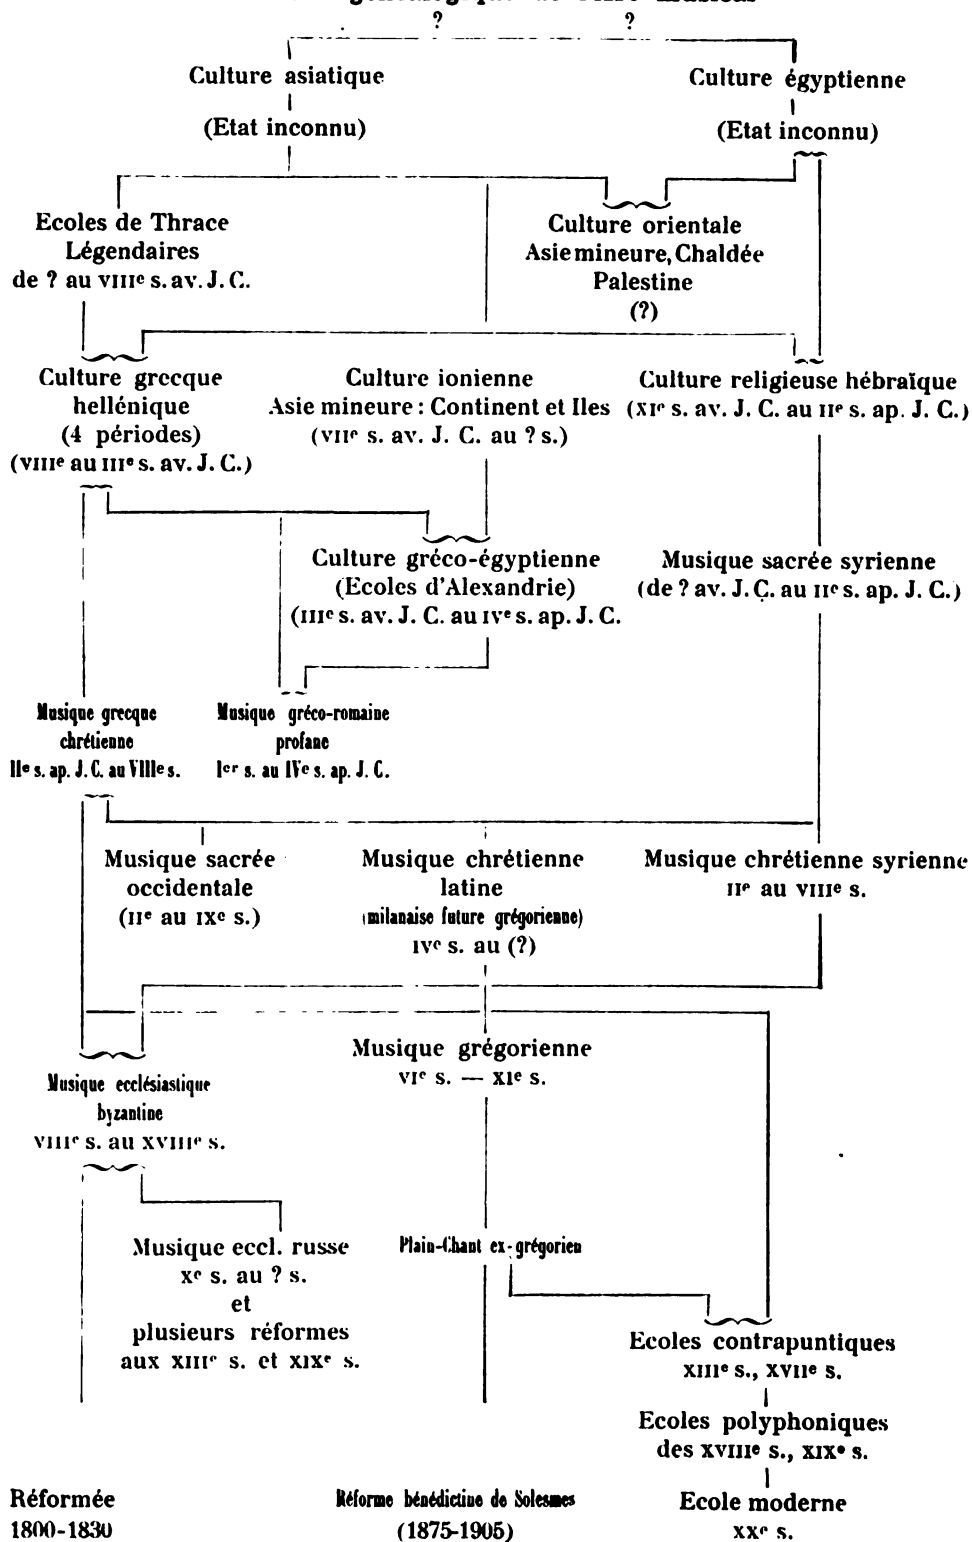 ? ?
Culture asiatique
Culture égyptienne
(Etat inconnu)
(Etat inconnu)
Ecoles de Thrace
Légendaires
de ? au VIIIe s. av. J. C.
Culture orientale
Asie mineure, Chaldée
Palestine
(?)
Culture grecque
hellénique
(4 périodes)
(VIIIe au IIIe s. av. J. C.)
Culture ionienne
Asie mineure : Continent et Iles
(VIIe s. av. J. C. au ? s.)
Culture religieuse hébraïque
(XIe s. av. J. C. au IIe s. ap. J. C.)
Culture gréco-égyptienne
(Ecoles d'Alexandrie)
(IIIe s. av. J. C. au IVe s. ap. J. C.
Musique sacrée syrienne
(de ? av. J. C. au IIe s. ap. J. C.)
Musique grecque
chrétienne
IIe s. ap. J. C. au VIIIe s.
Musique gréco-romaine
profane
Ier s. au IVe s. ap. J. C.
Musique sacrée
occidentale
(IIe au IXe s.)
Musique chrétienne
latine
(milanaise future grégorienne)
IVe s. au (?)
Musique chrétienne syrienne
IIe au VIIIe s.
Musique grégorienne
VIe s. — XIe s.
Musique ecclésiastique
byzantine
VIIIe s. au XVIIIe s.
Musique eccl. russe
Xe s. au ? s.
et
plusieurs réformes
aux XIIIe s. et XIXe s.
Plain-Chant ex-grégorien
Ecoles contrapuntiques
XIIIe s., XVIIe s.
Ecoles polyphoniques
des XVIIIe s., XIXe s.
Réformée
1800-1830
Réforme bénédictine de Solesmes
(1875-1905)
Ecole moderne
XXe s.